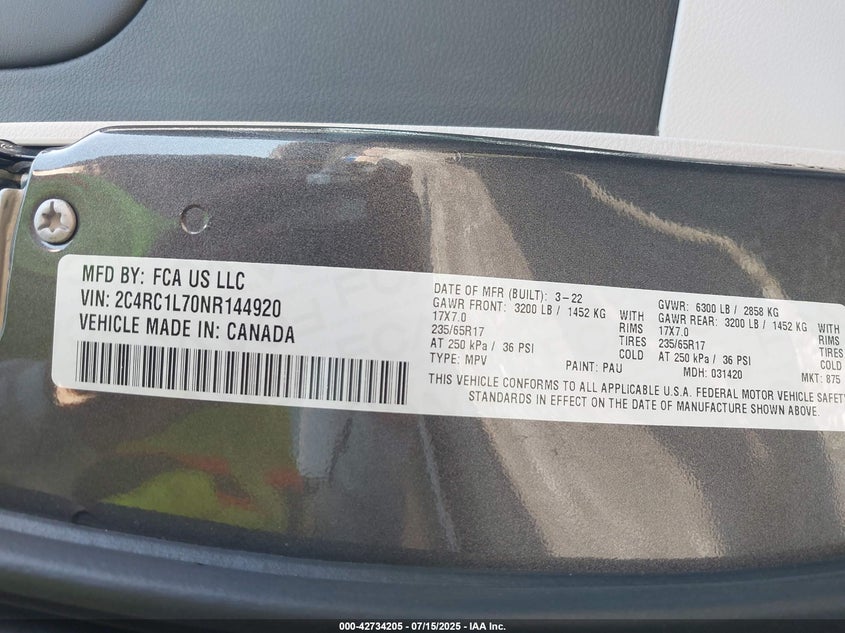 MFD BY: FCA US LLC
VIN: 2C4RC1L70NR144920
VEHICLE MADE IN: CANADA
DATE OF MFR (BUILT): 3-22 GVWR: 6300 LB / 2858 KG
GAWR FRONT: 3200 LB / 1452 KG WITH GAWR REAR: 3200 LB / 1452 KG WITH
17X7.0 RIMS 17X7.0 RIMS
235/65R17 TIRES 235/65R17 TIRES
AT 250 kPa / 36 PSI COLD AT 250 kPa / 36 PSI COLD
TYPE: MPV PAINT: PAU MDH: 031420 MKT: 875
THIS VEHICLE CONFORMS TO ALL APPLICABLE U.S.A. FEDERAL MOTOR VEHICLE SAFETY
STANDARDS IN EFFECT ON THE DATE OF MANUFACTURE SHOWN ABOVE.
000-42734205 - 07/15/2025 - IAA Inc.